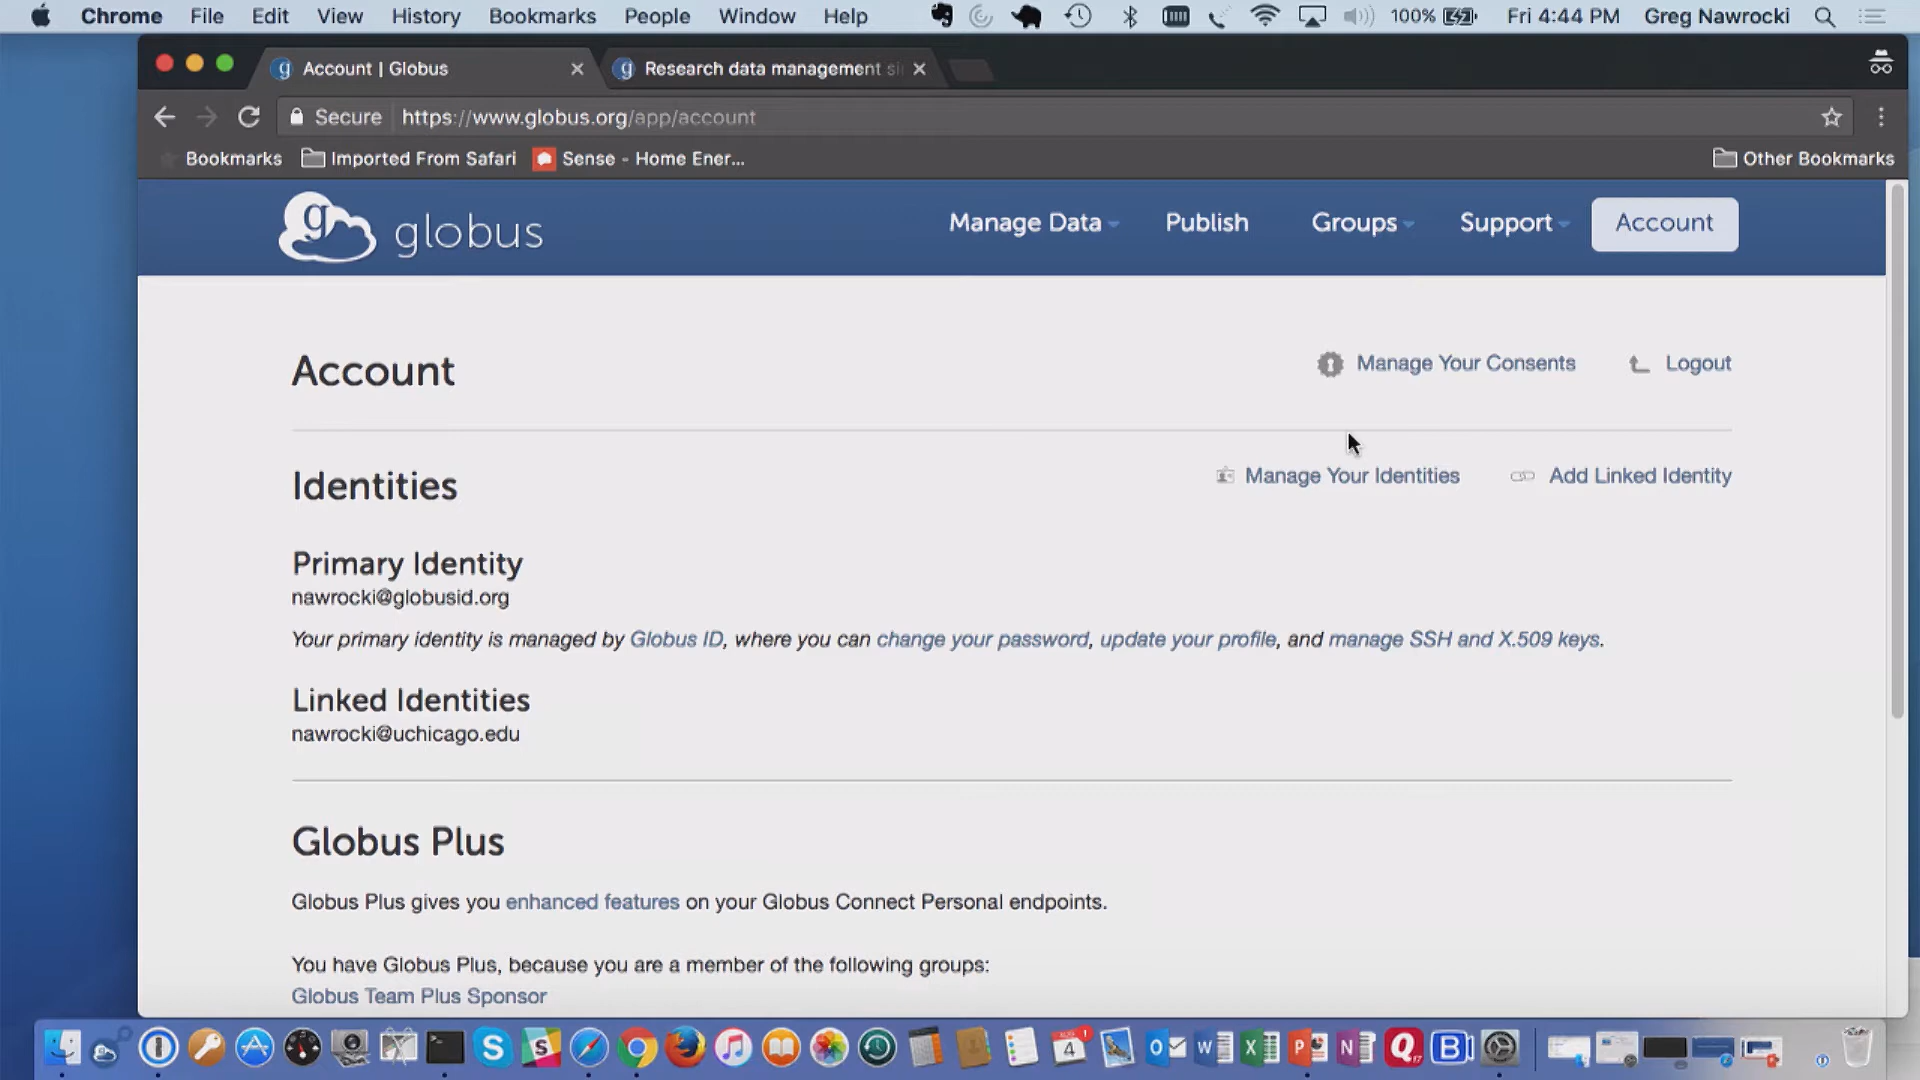 Chrome File Edit View History Bookmarks People Window Help 100% Fri 4:44 PM Greg Nawrocki
Account | Globus Research data management si
Secure https://www.globus.org/app/account
Bookmarks Imported From Safari Sense - Home Ener... Other Bookmarks
g globus Manage Data Publish Groups Support Account
Account Manage Your Consents Logout
Identities Manage Your Identities Add Linked Identity
Primary Identity
nawrocki@globusid.org
Your primary identity is managed by Globus ID, where you can change your password, update your profile, and manage SSH and X.509 keys.
Linked Identities
nawrocki@uchicago.edu
Globus Plus
Globus Plus gives you enhanced features on your Globus Connect Personal endpoints.
You have Globus Plus, because you are a member of the following groups:
Globus Team Plus Sponsor